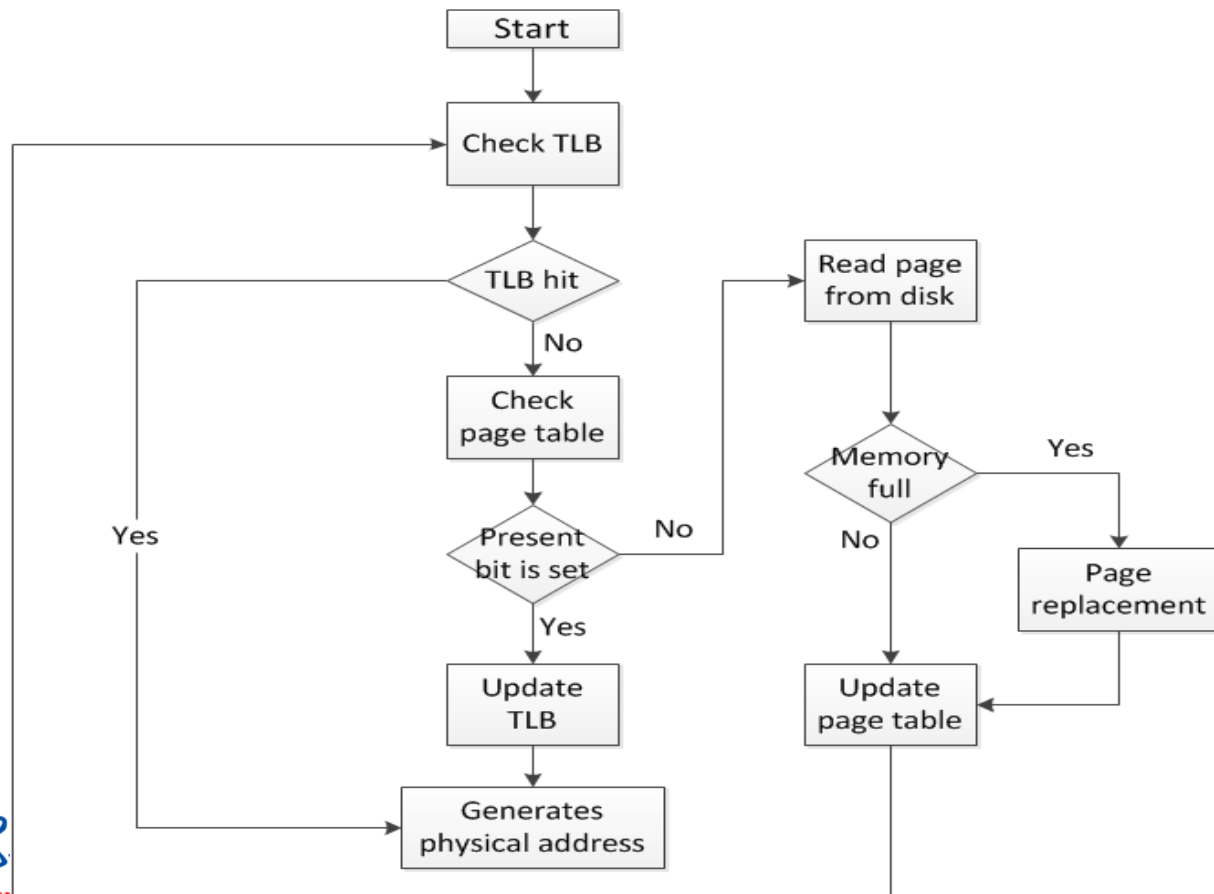 Start
Check TLB
TLB hit
No
Check
page table
Present
bit is set
Yes
Update
TLB
Generates
physical address
Yes
No
Read page
from disk
Memory
full
Yes
No
Page
replacement
Update
page table